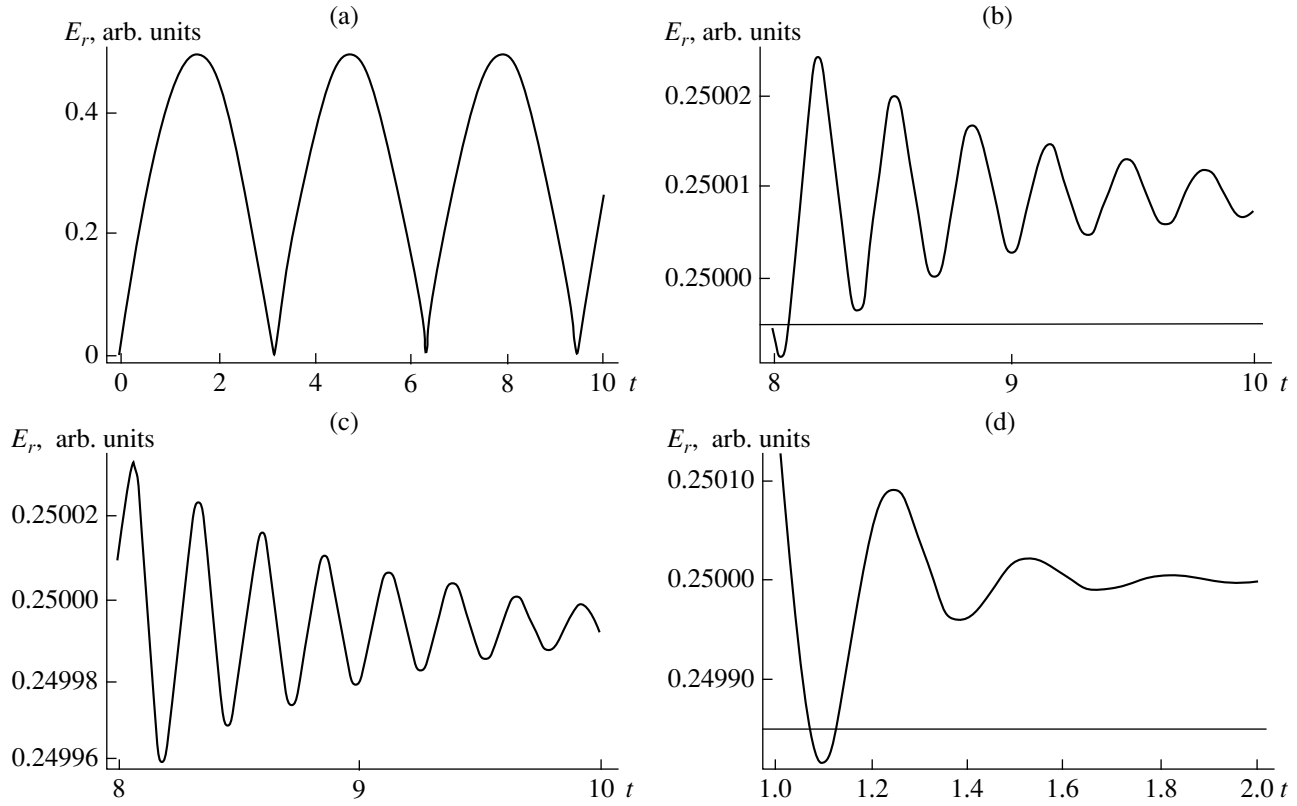 (a)
E_r, arb. units
0.4
0.2
0
0 2 4 6 8 10 t
(b)
E_r, arb. units
0.25002
0.25001
0.25000
8 9 10 t
(c)
E_r, arb. units
0.25002
0.25000
0.24998
0.24996
8 9 10 t
(d)
E_r, arb. units
0.25010
0.25000
0.24990
1.0 1.2 1.4 1.6 1.8 2.0 t